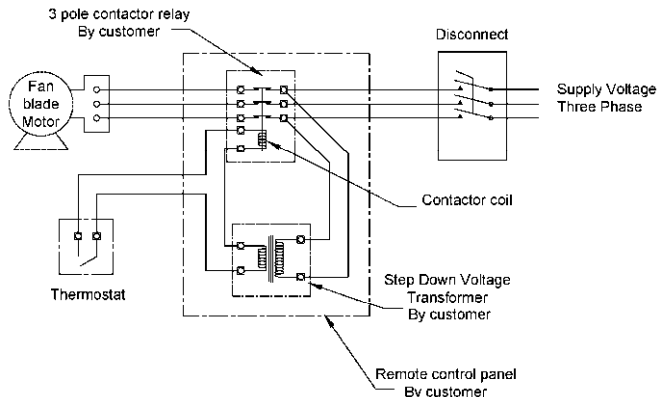 3 pole contactor relay
By customer
Disconnect
Fan
blade
Motor
Supply Voltage
Three Phase
Contactor coil
Thermostat
Step Down Voltage
Transformer
By customer
Remote control panel
By customer